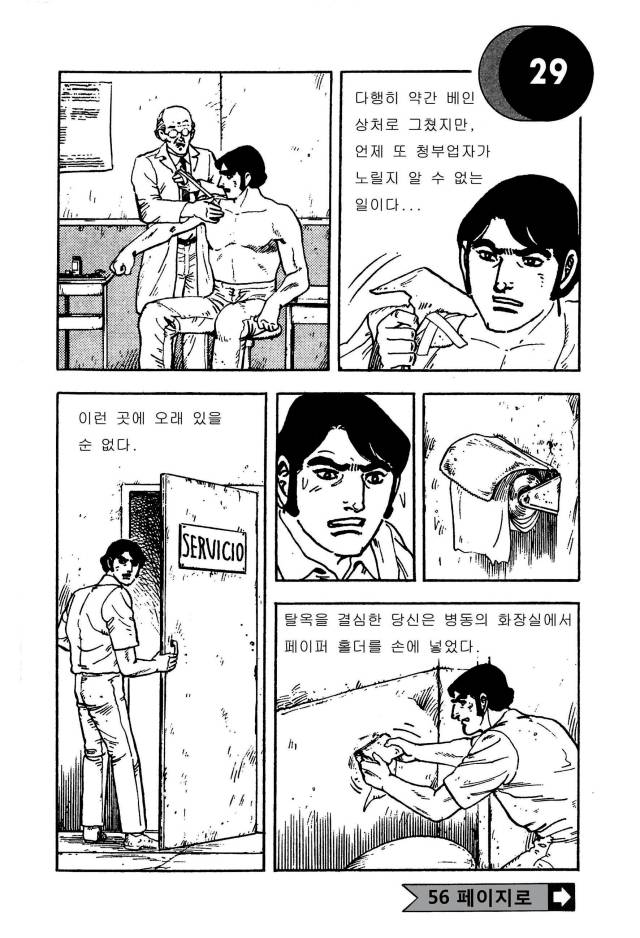 29
다행히 약간 베인
상처로 그쳤지만,
언제 또 청부업자가
노릴지 알 수 없는
일이다...
이런 곳에 오래 있을
순 없다.
SERVICIO
탈옥을 결심한 당신은 병동의 화장실에서
페이퍼 홀더를 손에 넣었다.
56 페이지로